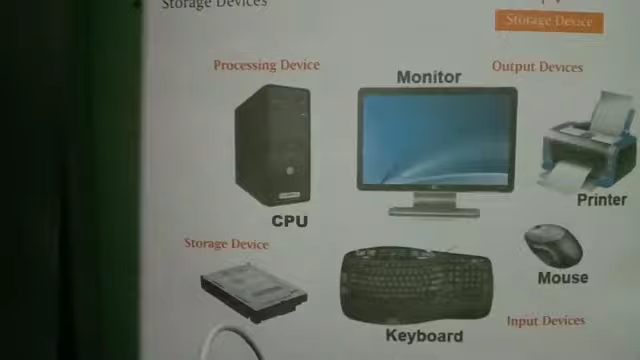 Storage Devices
Storage Device
Processing Device
Output Devices
Monitor
Printer
CPU
Storage Device
Mouse
Input Devices
Keyboard